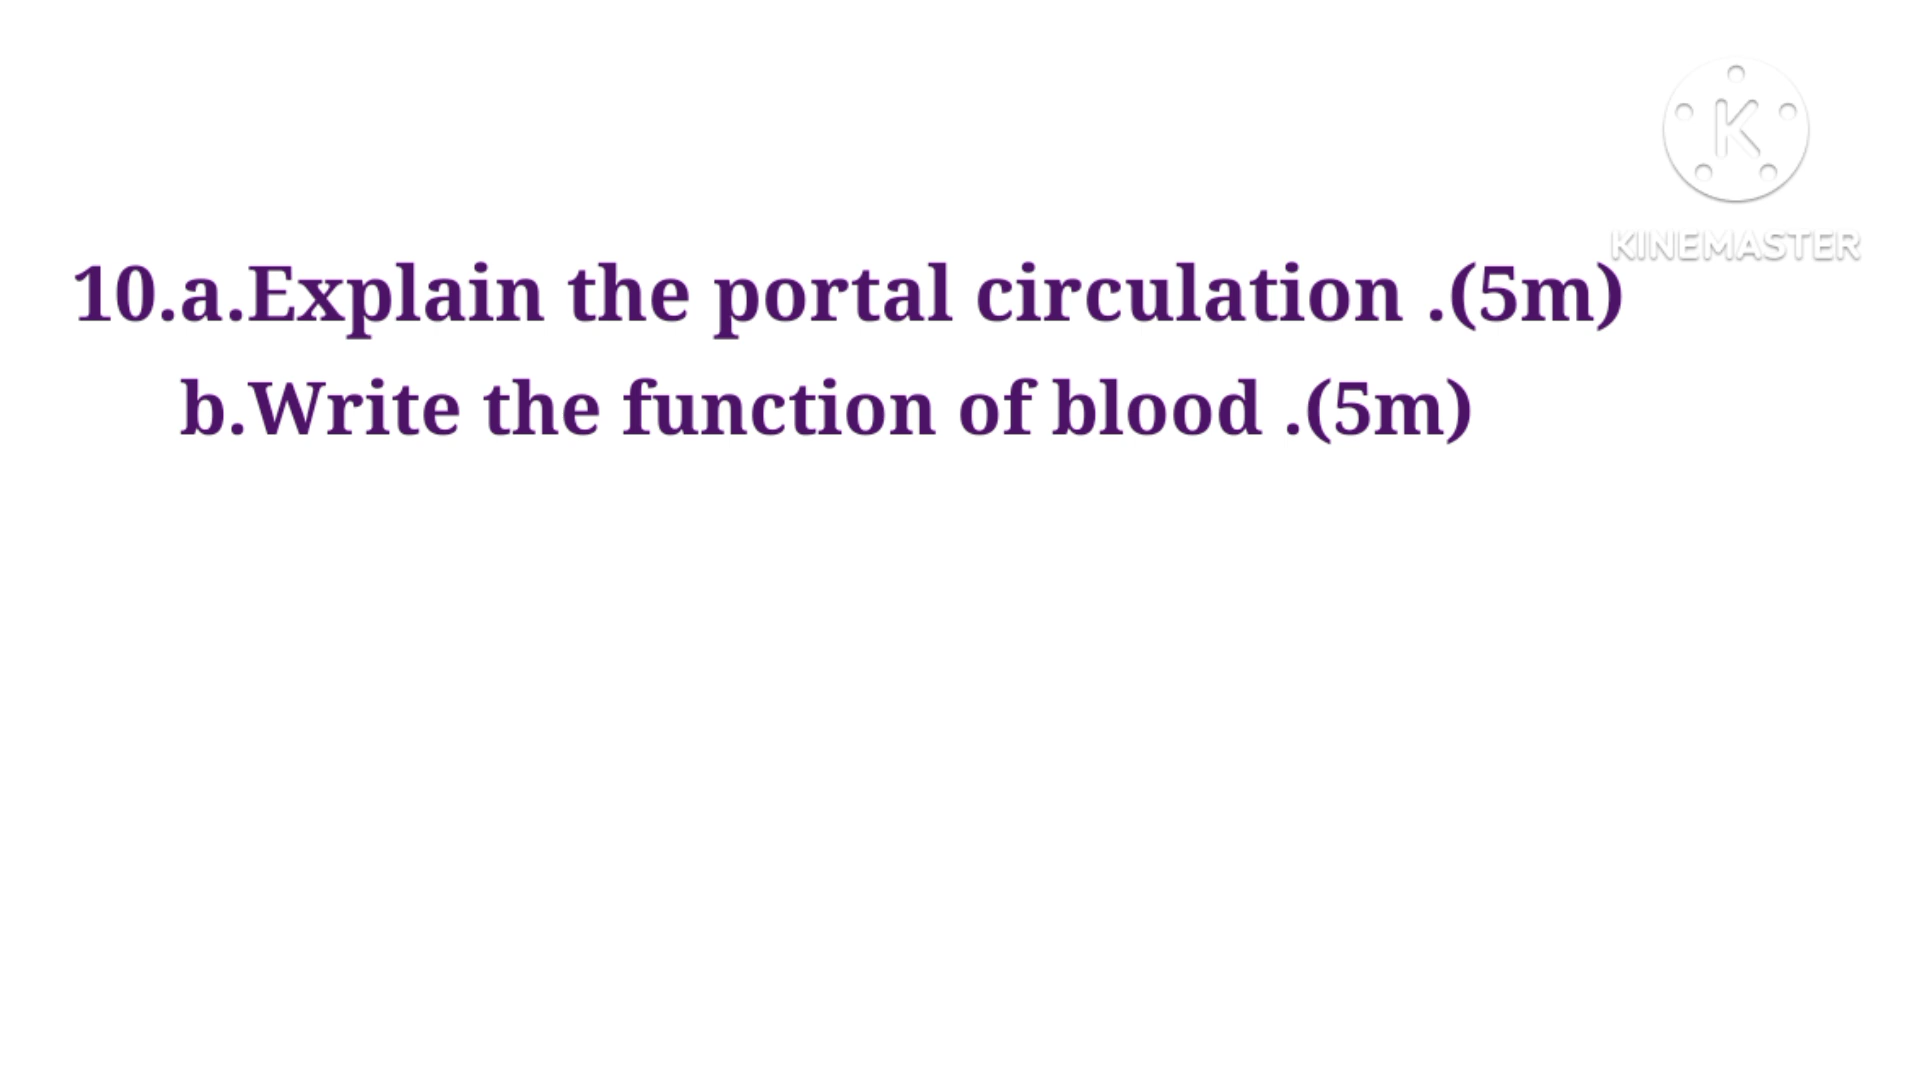 KINEMASTER
10.a.Explain the portal circulation .(5m)
b.Write the function of blood .(5m)